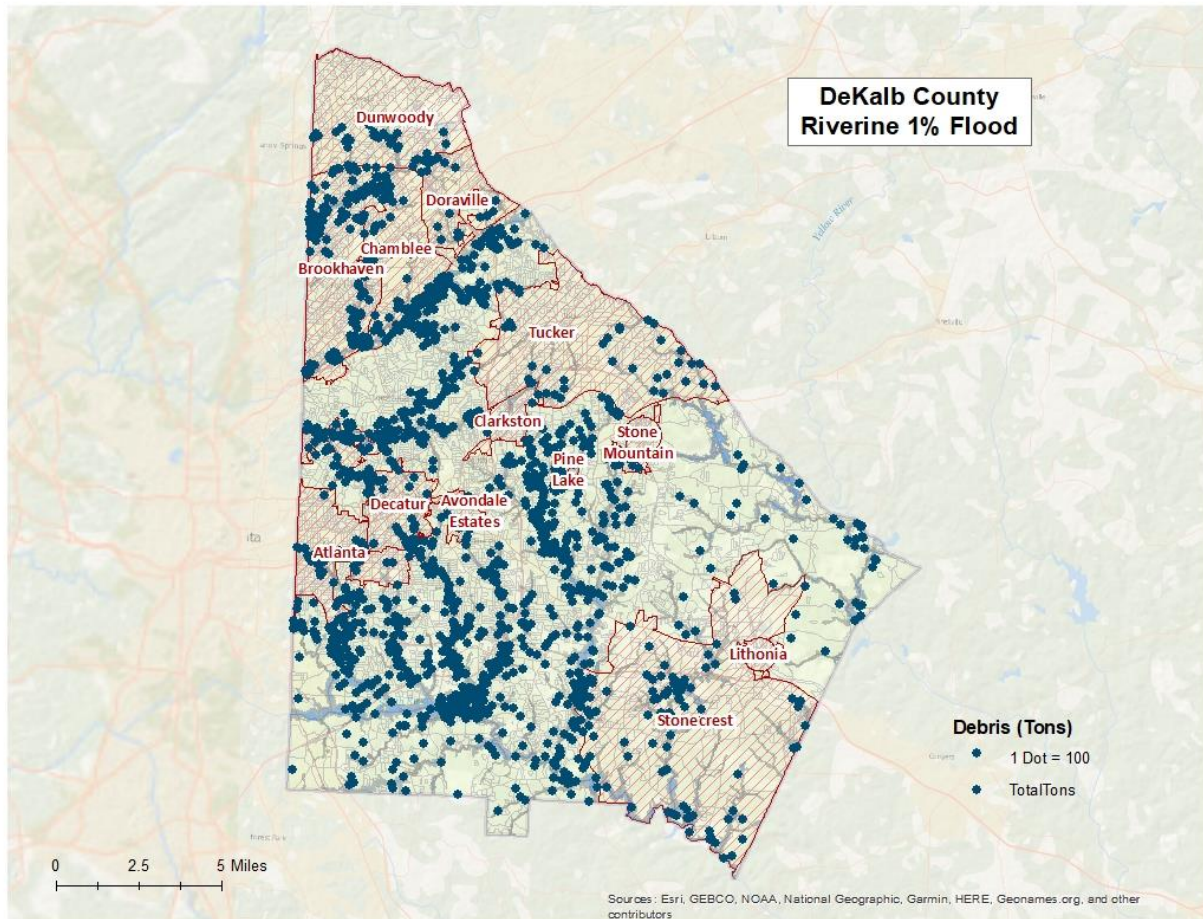 DeKalb County
Riverine 1% Flood
Dunwoody
Doraville
Chamblee
Brookhaven
Yellow River
Tucker
Clarkston
Stone
Mountain
Pine
Lake
Decatur
Avondale
Estates
Atlanta
Lithonia
Stonecrest
Debris (Tons)
1 Dot = 100
TotalTons
0 2.5 5 Miles
Sources: Esri, GEBCO, NOAA, National Geographic, Garmin, HERE, Geonames.org, and other
contributors